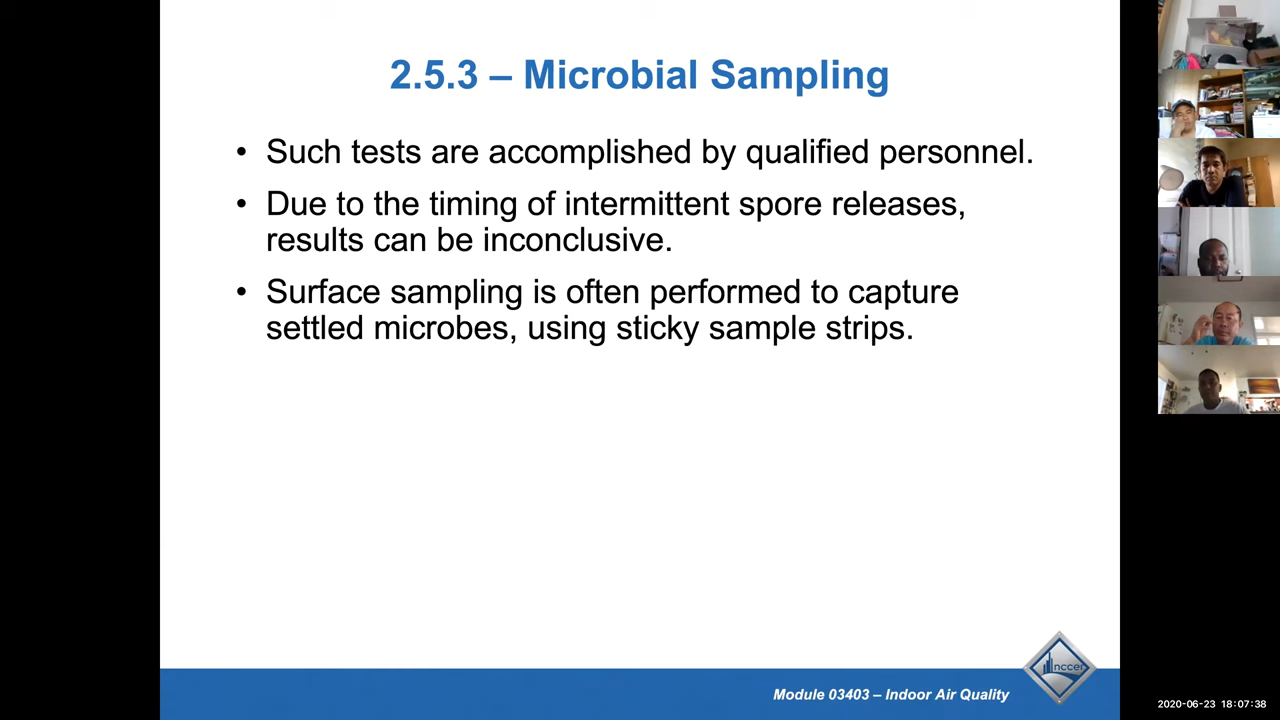 2.5.3 – Microbial Sampling
• Such tests are accomplished by qualified personnel.
• Due to the timing of intermittent spore releases,
results can be inconclusive.
• Surface sampling is often performed to capture
settled microbes, using sticky sample strips.
nccer
Module 03403 – Indoor Air Quality
2020-06-23 18:07:38